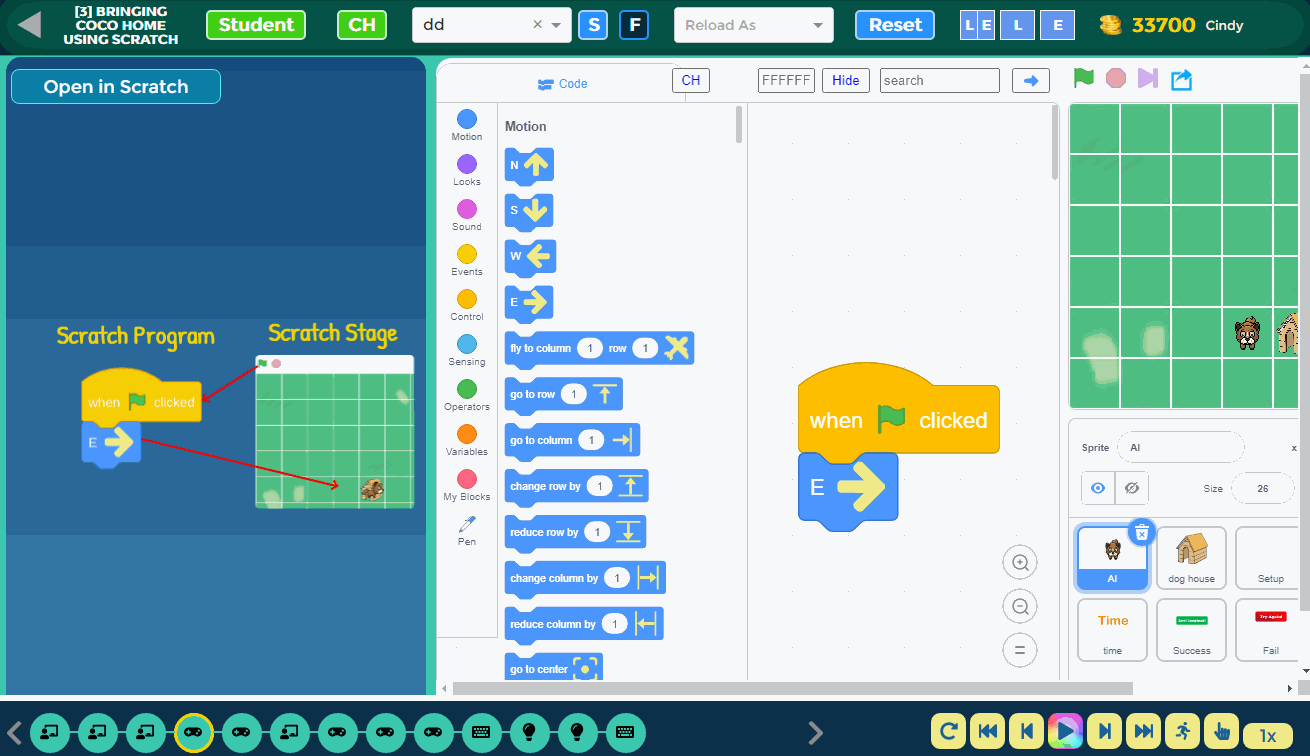 [3] BRINGING
COCO HOME
USING SCRATCH
Student
CH
dd
S
F
Reload As
Reset
L E
L
E
33700
Cindy
Open in Scratch
Scratch Program
Scratch Stage
when clicked
E
Code
CH
FFFFFF
Hide
search
Motion
Looks
Sound
Events
Control
Sensing
Operators
Variables
My Blocks
Pen
Motion
N
S
W
E
fly to column 1 row 1
go to row 1
go to column 1
change row by 1
reduce row by 1
change column by 1
reduce column by 1
go to center
when clicked
E
Sprite
AI
x
Size
26
AI
dog house
Setup
Time
time
Success
Try Again!
Fail
1x